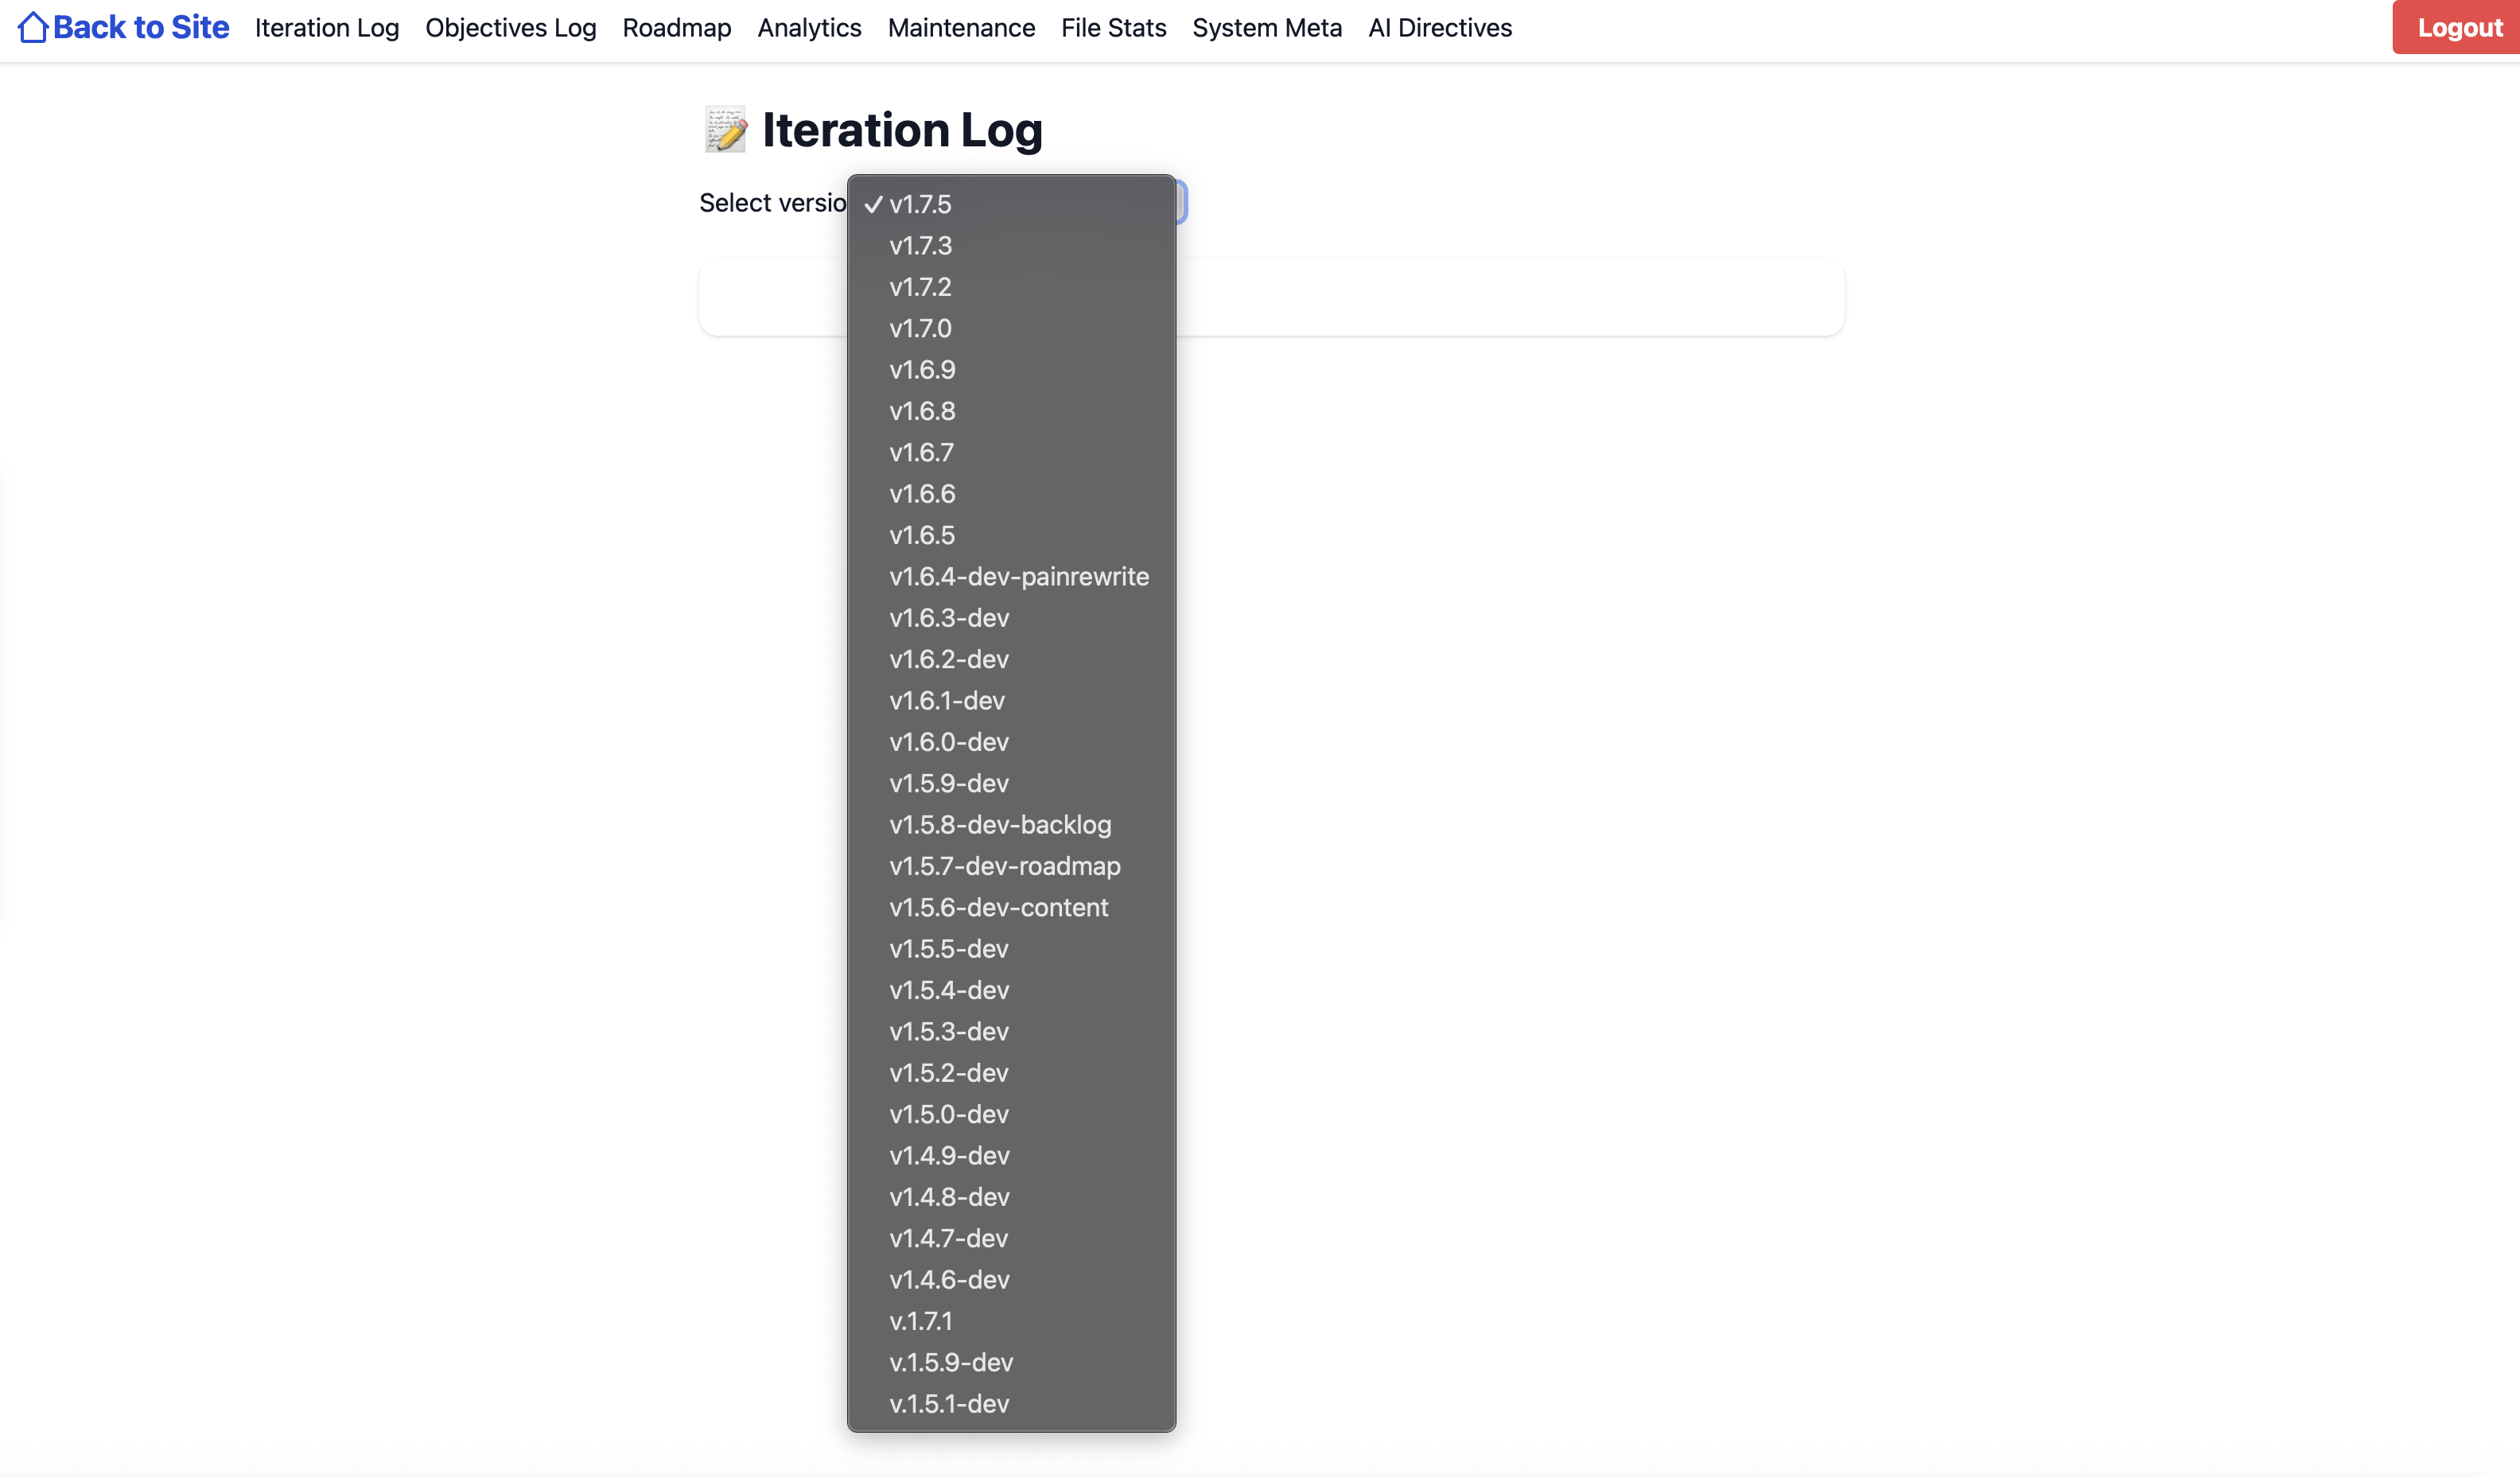 Back to Site Iteration Log Objectives Log Roadmap Analytics Maintenance File Stats System Meta AI Directives Logout
Iteration Log
Select versio
✓ v1.7.5
v1.7.3
v1.7.2
v1.7.0
v1.6.9
v1.6.8
v1.6.7
v1.6.6
v1.6.5
v1.6.4-dev-painrewrite
v1.6.3-dev
v1.6.2-dev
v1.6.1-dev
v1.6.0-dev
v1.5.9-dev
v1.5.8-dev-backlog
v1.5.7-dev-roadmap
v1.5.6-dev-content
v1.5.5-dev
v1.5.4-dev
v1.5.3-dev
v1.5.2-dev
v1.5.0-dev
v1.4.9-dev
v1.4.8-dev
v1.4.7-dev
v1.4.6-dev
v.1.7.1
v.1.5.9-dev
v.1.5.1-dev